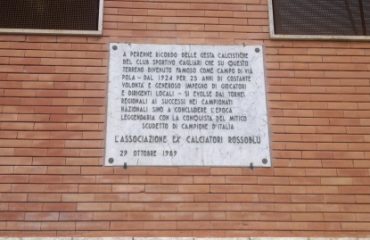 A PERENNE RICORDO DELLE GESTA CALCISTICHE
DEL CLUB SPORTIVO CAGLIARI CHE SU QUESTO
TERRENO DIVENUTO FAMOSO COME CAMPO DI VIA
POLA - DAL 1924 PER 25 ANNI DI COSTANTE
VOLONTÀ E GENEROSO IMPEGNO DI GIOCATORI
E DIRIGENTI LOCALI - SI EVOLSE DAI TORNEI
REGIONALI AI SUCCESSI NEI CAMPIONATI
NAZIONALI SINO A CONCLUDERE L'EPOCA
LEGGENDARIA CON LA CONQUISTA DEL MITICO
SCUDETTO DI CAMPIONE D'ITALIA
L'ASSOCIAZIONE EX CALCIATORI ROSSOBLÙ
29 OTTOBRE 1989